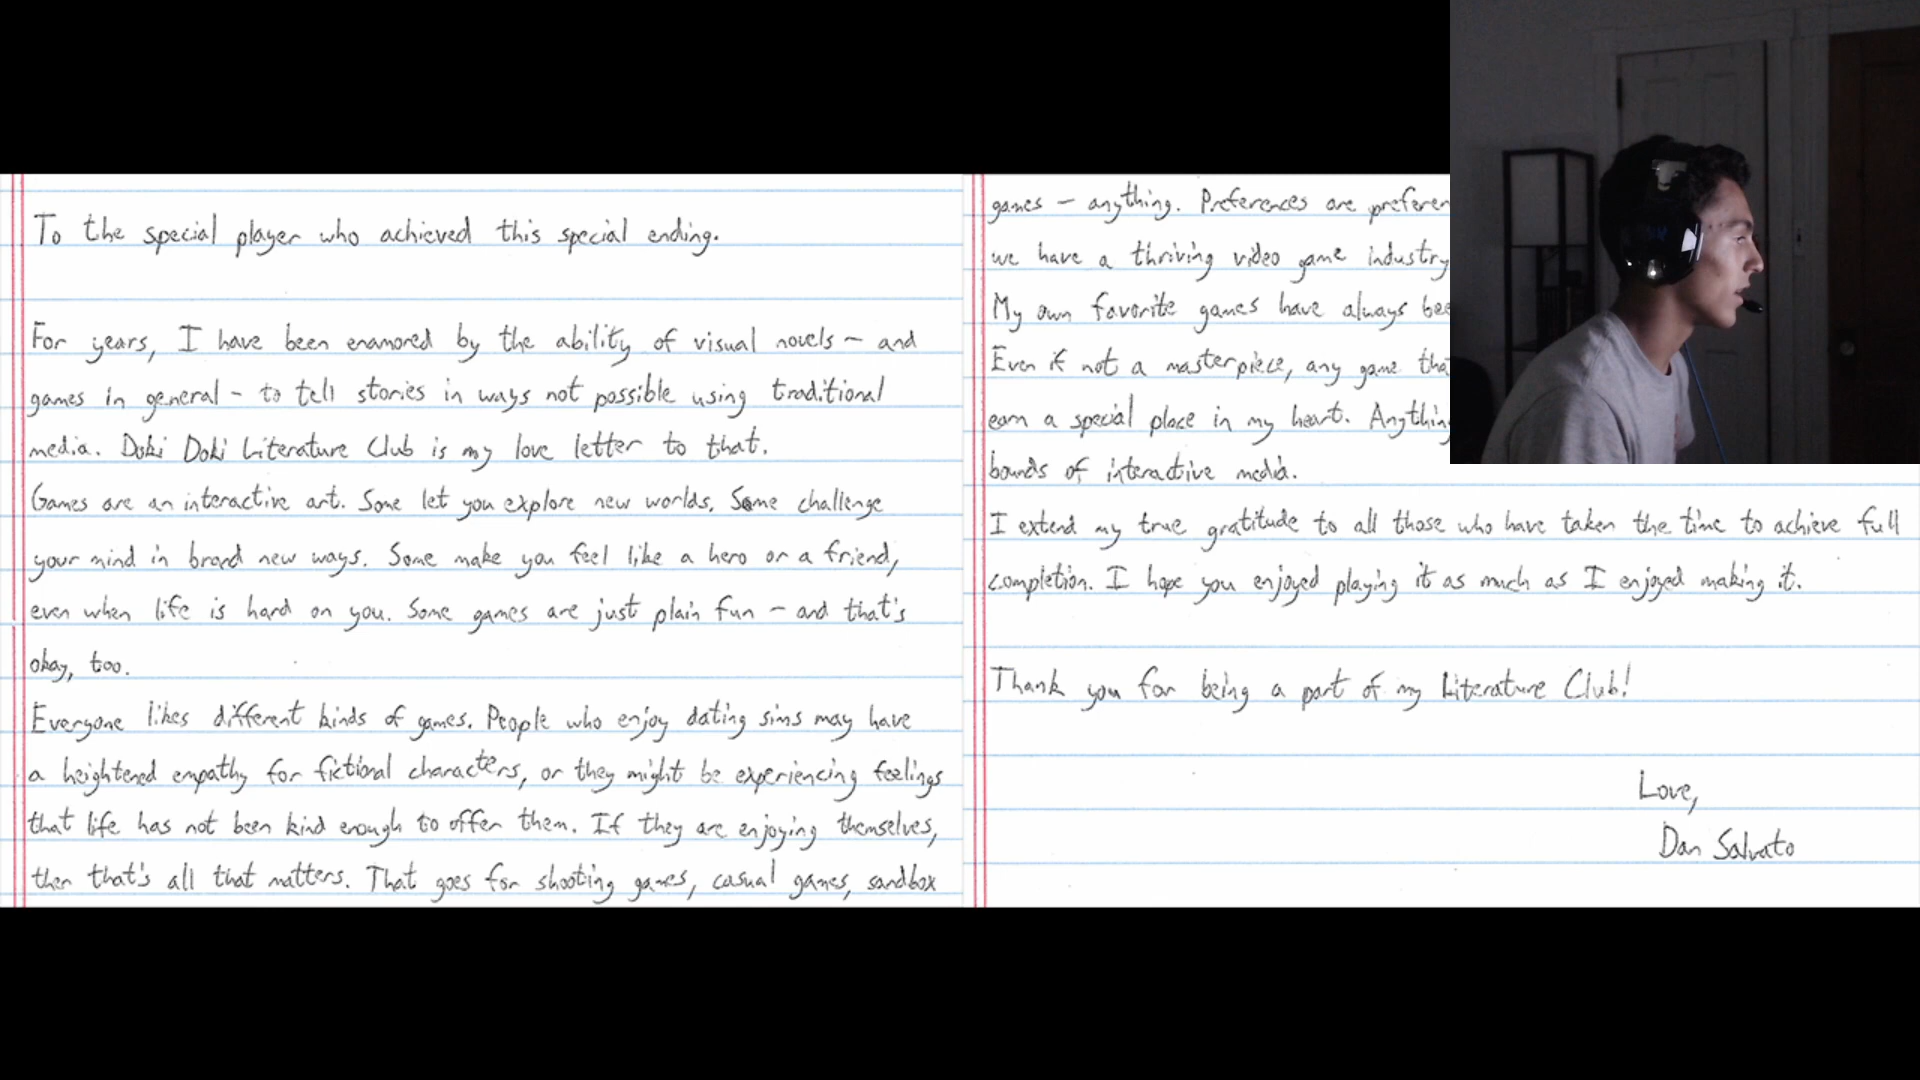 To the special player who achieved this special ending.
For years, I have been enamored by the ability of visual novels - and
games in general - to tell stories in ways not possible using traditional
media. Doki Doki Literature Club is my love letter to that.
Games are an interactive art. Some let you explore new worlds. Some challenge
your mind in brand new ways. Some make you feel like a hero or a friend,
even when life is hard on you. Some games are just plain fun - and that's
okay, too.
Everyone likes different kinds of games. People who enjoy dating sims may have
a heightened empathy for fictional characters, or they might be experiencing feelings
that life has not been kind enough to offer them. If they are enjoying themselves,
then that's all that matters. That goes for shooting games, casual games, sandbox
games - anything. Preferences are
we have a thriving video game industry
My own favorite games have always
Even if not a masterpiece, any game
earn a special place in my heart.
bounds of interactive media.
I extend my true gratitude to all those who have taken the time to achieve full
completion. I hope you enjoyed playing it as much as I enjoyed making it.
Thank you for being a part of my Literature Club!
Love,
Dan Salvato